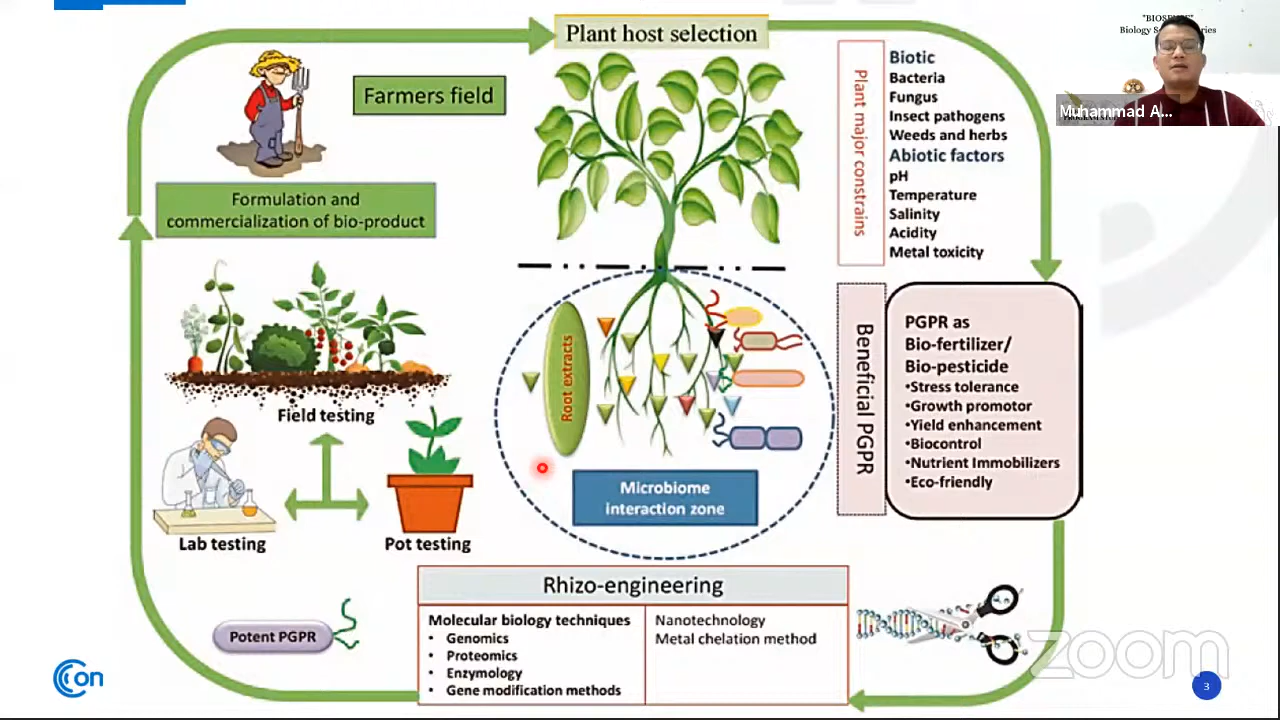 Plant host selection
Farmers field
Formulation and
commercialization of bio-product
Plant major constrains
Biotic
Bacteria
Fungus
Insect pathogens
Weeds and herbs
Abiotic factors
pH
Temperature
Salinity
Acidity
Metal toxicity
Muhammad A...
Beneficial PGPR
PGPR as
Bio-fertilizer/
Bio-pesticide
•Stress tolerance
•Growth promotor
•Yield enhancement
•Biocontrol
•Nutrient Immobilizers
•Eco-friendly
Root extracts
Microbiome
interaction zone
Field testing
Lab testing
Pot testing
Potent PGPR
Rhizo-engineering
Molecular biology techniques
• Genomics
• Proteomics
• Enzymology
• Gene modification methods
Nanotechnology
Metal chelation method
on
zoom
3